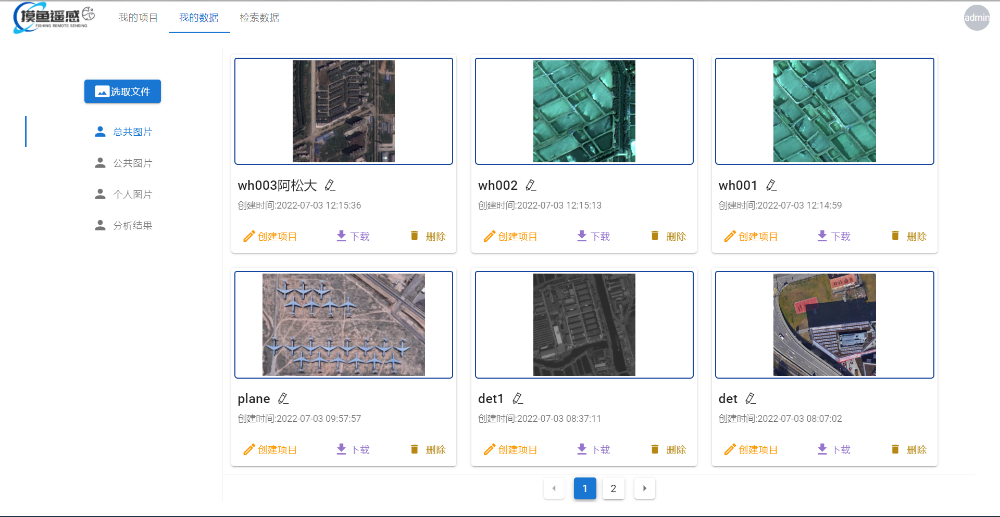 摸鱼遥感
FISHING REMOTE SENSING
我的项目 我的数据 检索数据
admin
选取文件
总共图片
公共图片
个人图片
分析结果
wh003阿松大
创建时间:2022-07-03 12:15:36
创建项目 下载 删除
wh002
创建时间:2022-07-03 12:15:13
创建项目 下载 删除
wh001
创建时间:2022-07-03 12:14:59
创建项目 下载 删除
plane
创建时间:2022-07-03 09:57:57
创建项目 下载 删除
det1
创建时间:2022-07-03 08:37:11
创建项目 下载 删除
det
创建时间:2022-07-03 08:07:02
创建项目 下载 删除
1 2